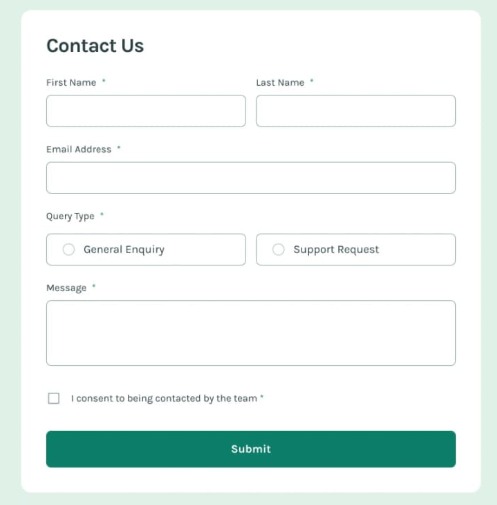 Contact Us
First Name *
Last Name *
Email Address *
Query Type *
General Enquiry
Support Request
Message *
I consent to being contacted by the team *
Submit